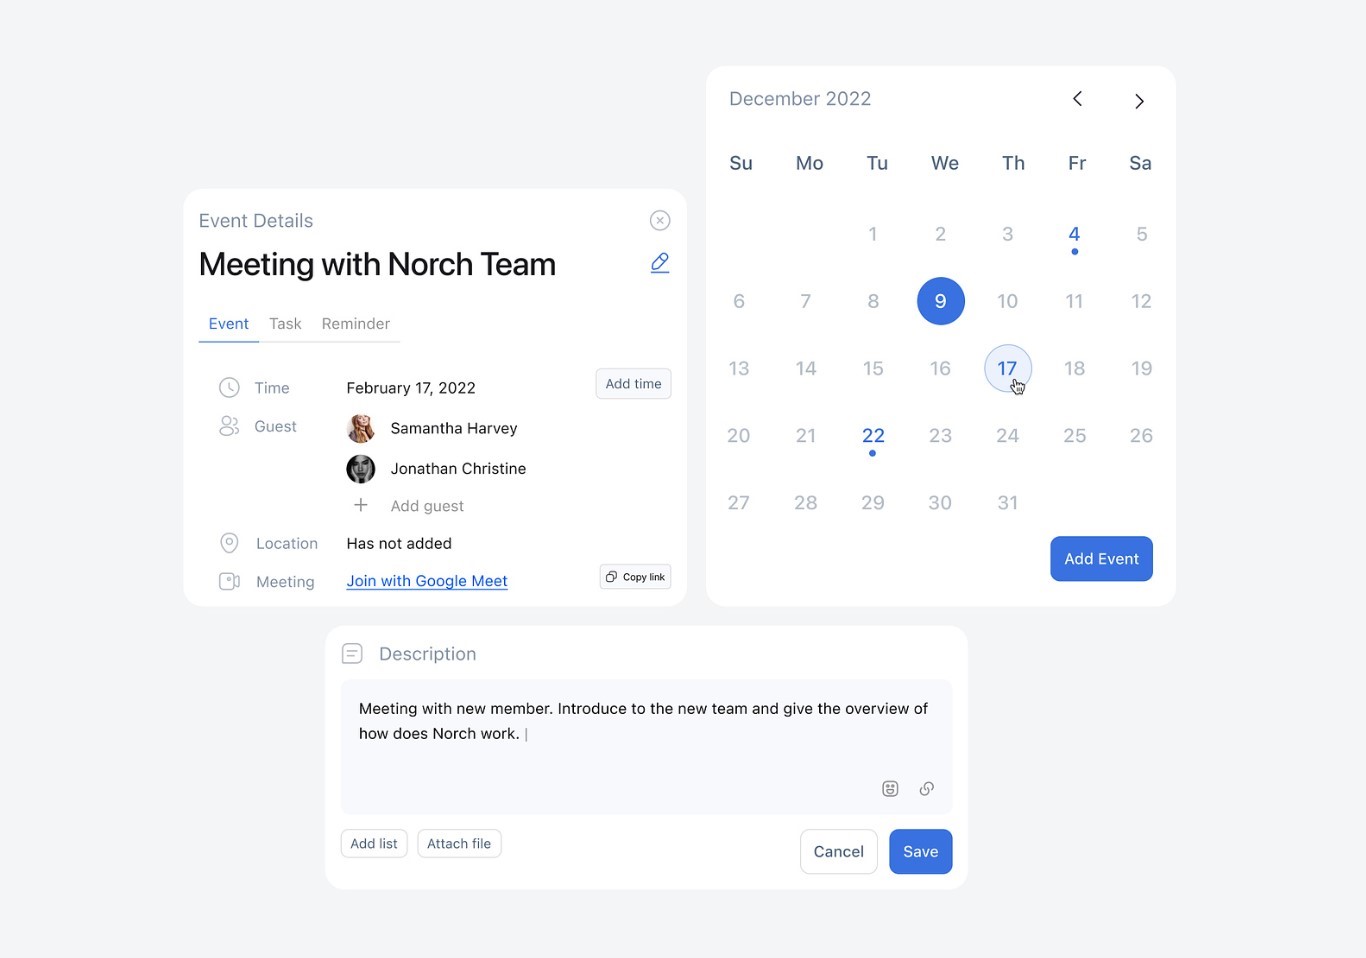 December 2022
Su Mo Tu We Th Fr Sa
1 2 3 4 5
6 7 8 9 10 11 12
13 14 15 16 17 18 19
20 21 22 23 24 25 26
27 28 29 30 31
Add Event
Event Details
Meeting with Norch Team
Event Task Reminder
Time February 17, 2022 Add time
Guest Samantha Harvey
Jonathan Christine
Add guest
Location Has not added
Meeting Join with Google Meet Copy link
Description
Meeting with new member. Introduce to the new team and give the overview of
how does Norch work.
Add list Attach file Cancel Save